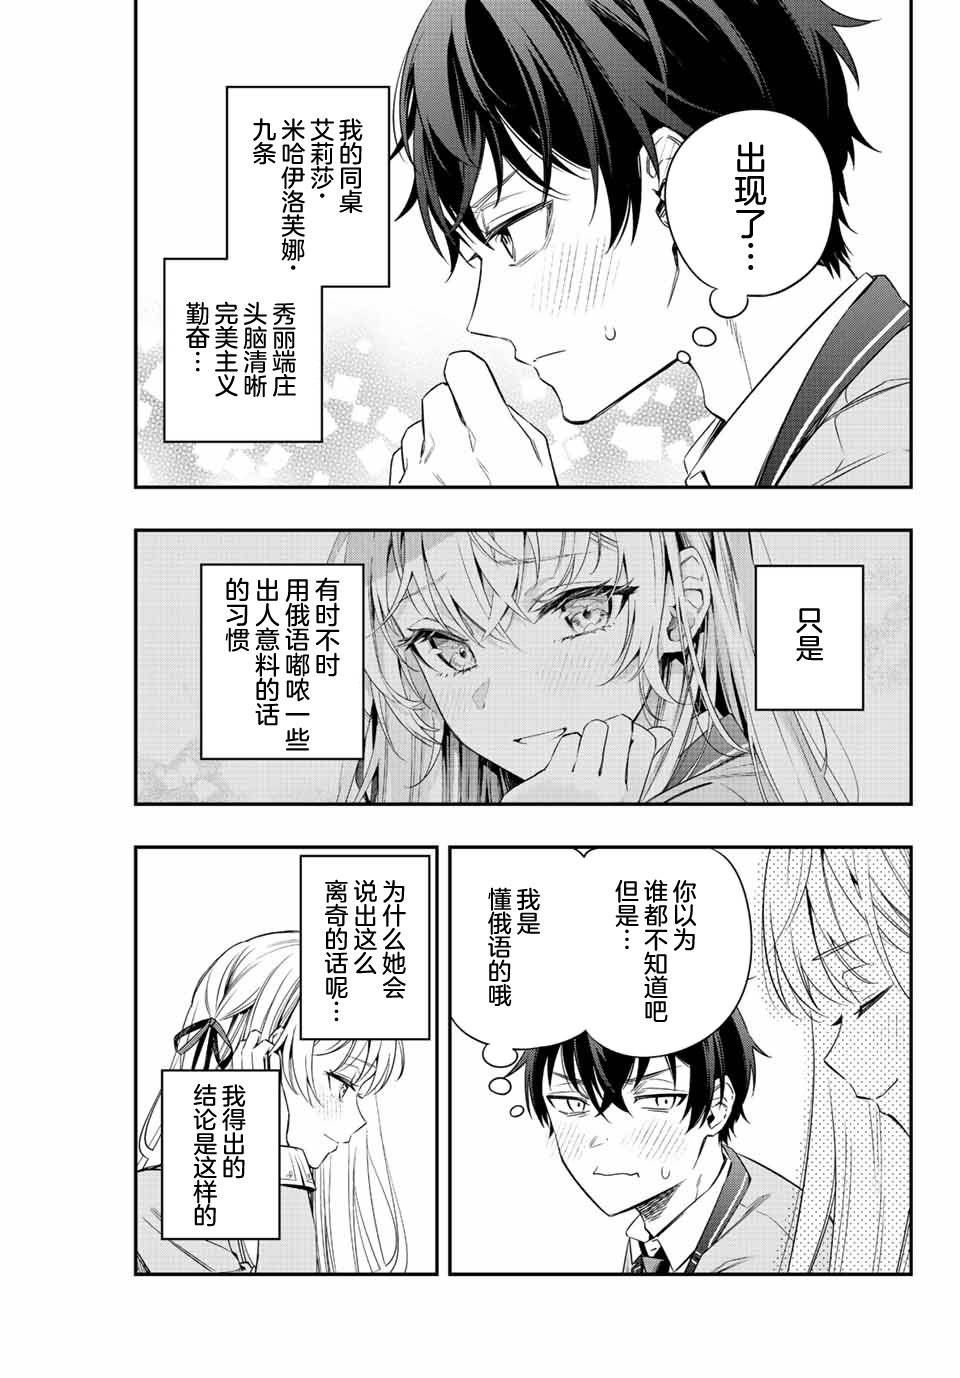 出现了…
我的同桌
艾莉莎·
米哈伊洛芙娜·
九条
秀丽端庄
头脑清晰
完美主义
勤奋…
只是
有时不时
用俄语嘟哝一些
出人意料的话
的习惯
你以为
谁都不知道吧
但是…
我是
懂俄语的哦
为什么她会
说出这么
离奇的话呢…
我得出的
结论是这样的